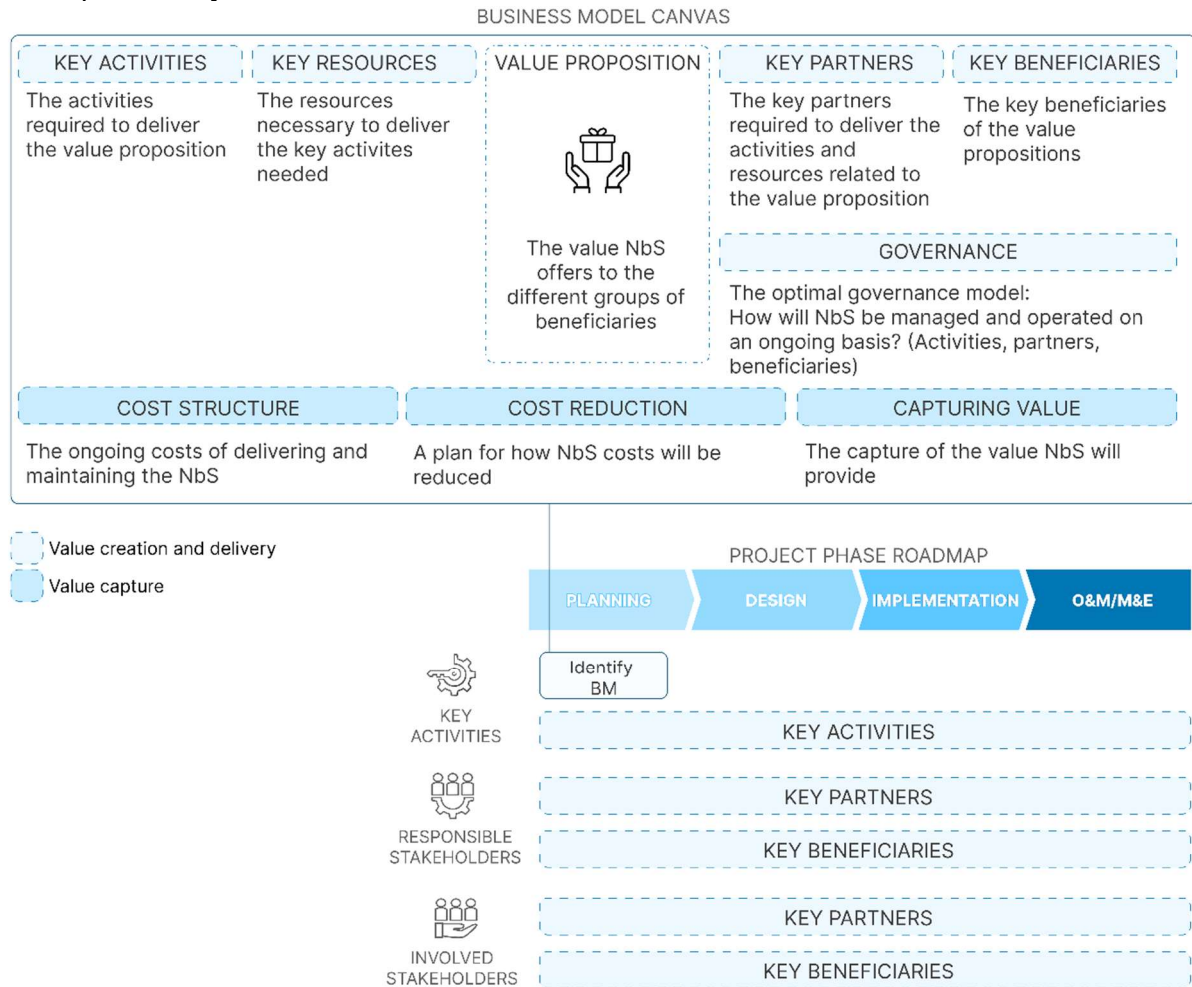 BUSINESS MODEL CANVAS
KEY ACTIVITIES
The activities
required to deliver
the value proposition
KEY RESOURCES
The resources
necessary to deliver
the key activites
needed
VALUE PROPOSITION
The value NbS
offers to the
different groups of
beneficiaries
KEY PARTNERS
The key partners
required to deliver the
activities and
resources related to
the value proposition
KEY BENEFICIARIES
The key beneficiaries
of the value
propositions
GOVERNANCE
The optimal governance model:
How will NbS be managed and operated on
an ongoing basis? (Activities, partners,
beneficiaries)
COST STRUCTURE
The ongoing costs of delivering and
maintaining the NbS
COST REDUCTION
A plan for how NbS costs will be
reduced
CAPTURING VALUE
The capture of the value NbS will
provide
Value creation and delivery
Value capture
PROJECT PHASE ROADMAP
PLANNING
DESIGN
IMPLEMENTATION
O&M/M&E
KEY
ACTIVITIES
Identify
BM
KEY ACTIVITIES
RESPONSIBLE
STAKEHOLDERS
KEY PARTNERS
KEY BENEFICIARIES
INVOLVED
STAKEHOLDERS
KEY PARTNERS
KEY BENEFICIARIES